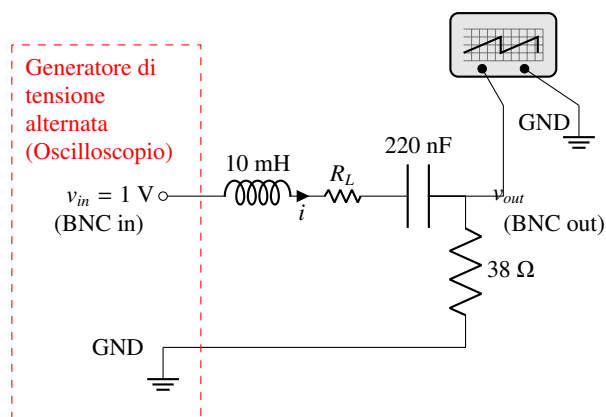 Generatore di
tensione
alternata
(Oscilloscopio)
GND
10 mH
R_L
220 nF
v_in = 1 V
i
v_out
(BNC in)
(BNC out)
38 Ω
GND